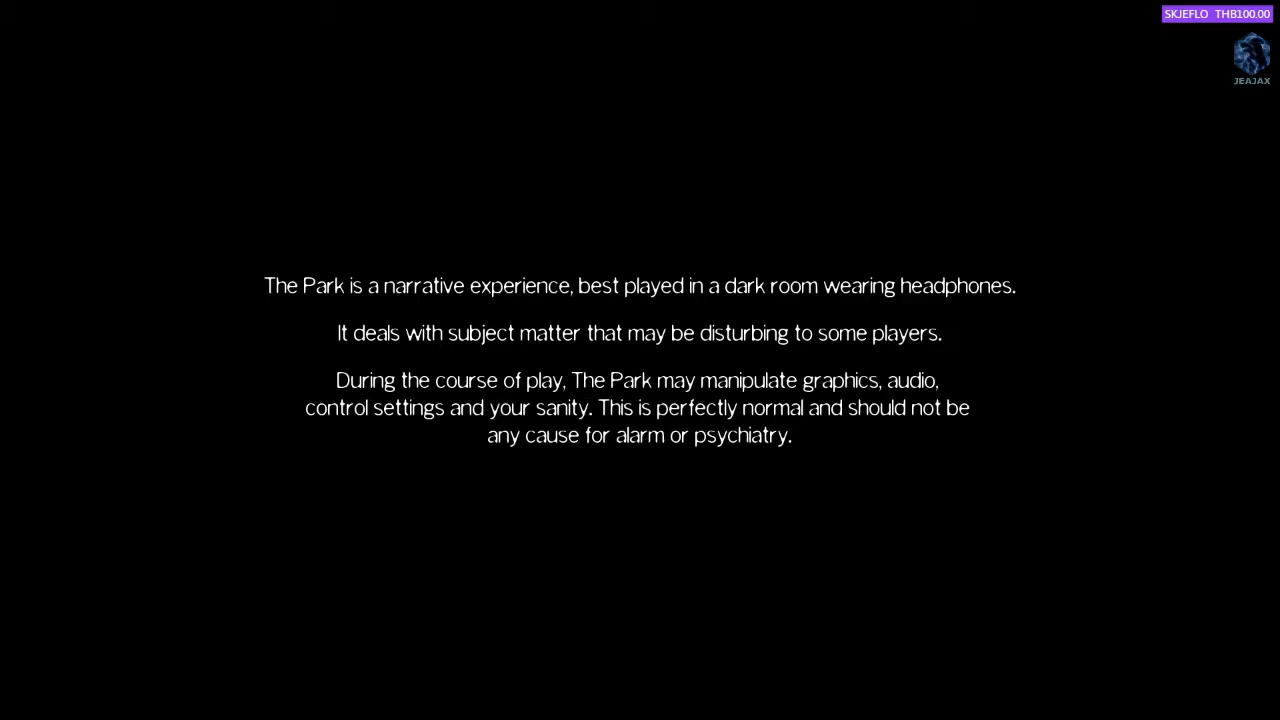 SKJEFLO THB100.00
JEAJAX
The Park is a narrative experience, best played in a dark room wearing headphones.
It deals with subject matter that may be disturbing to some players.
During the course of play, The Park may manipulate graphics, audio,
control settings and your sanity. This is perfectly normal and should not be
any cause for alarm or psychiatry.